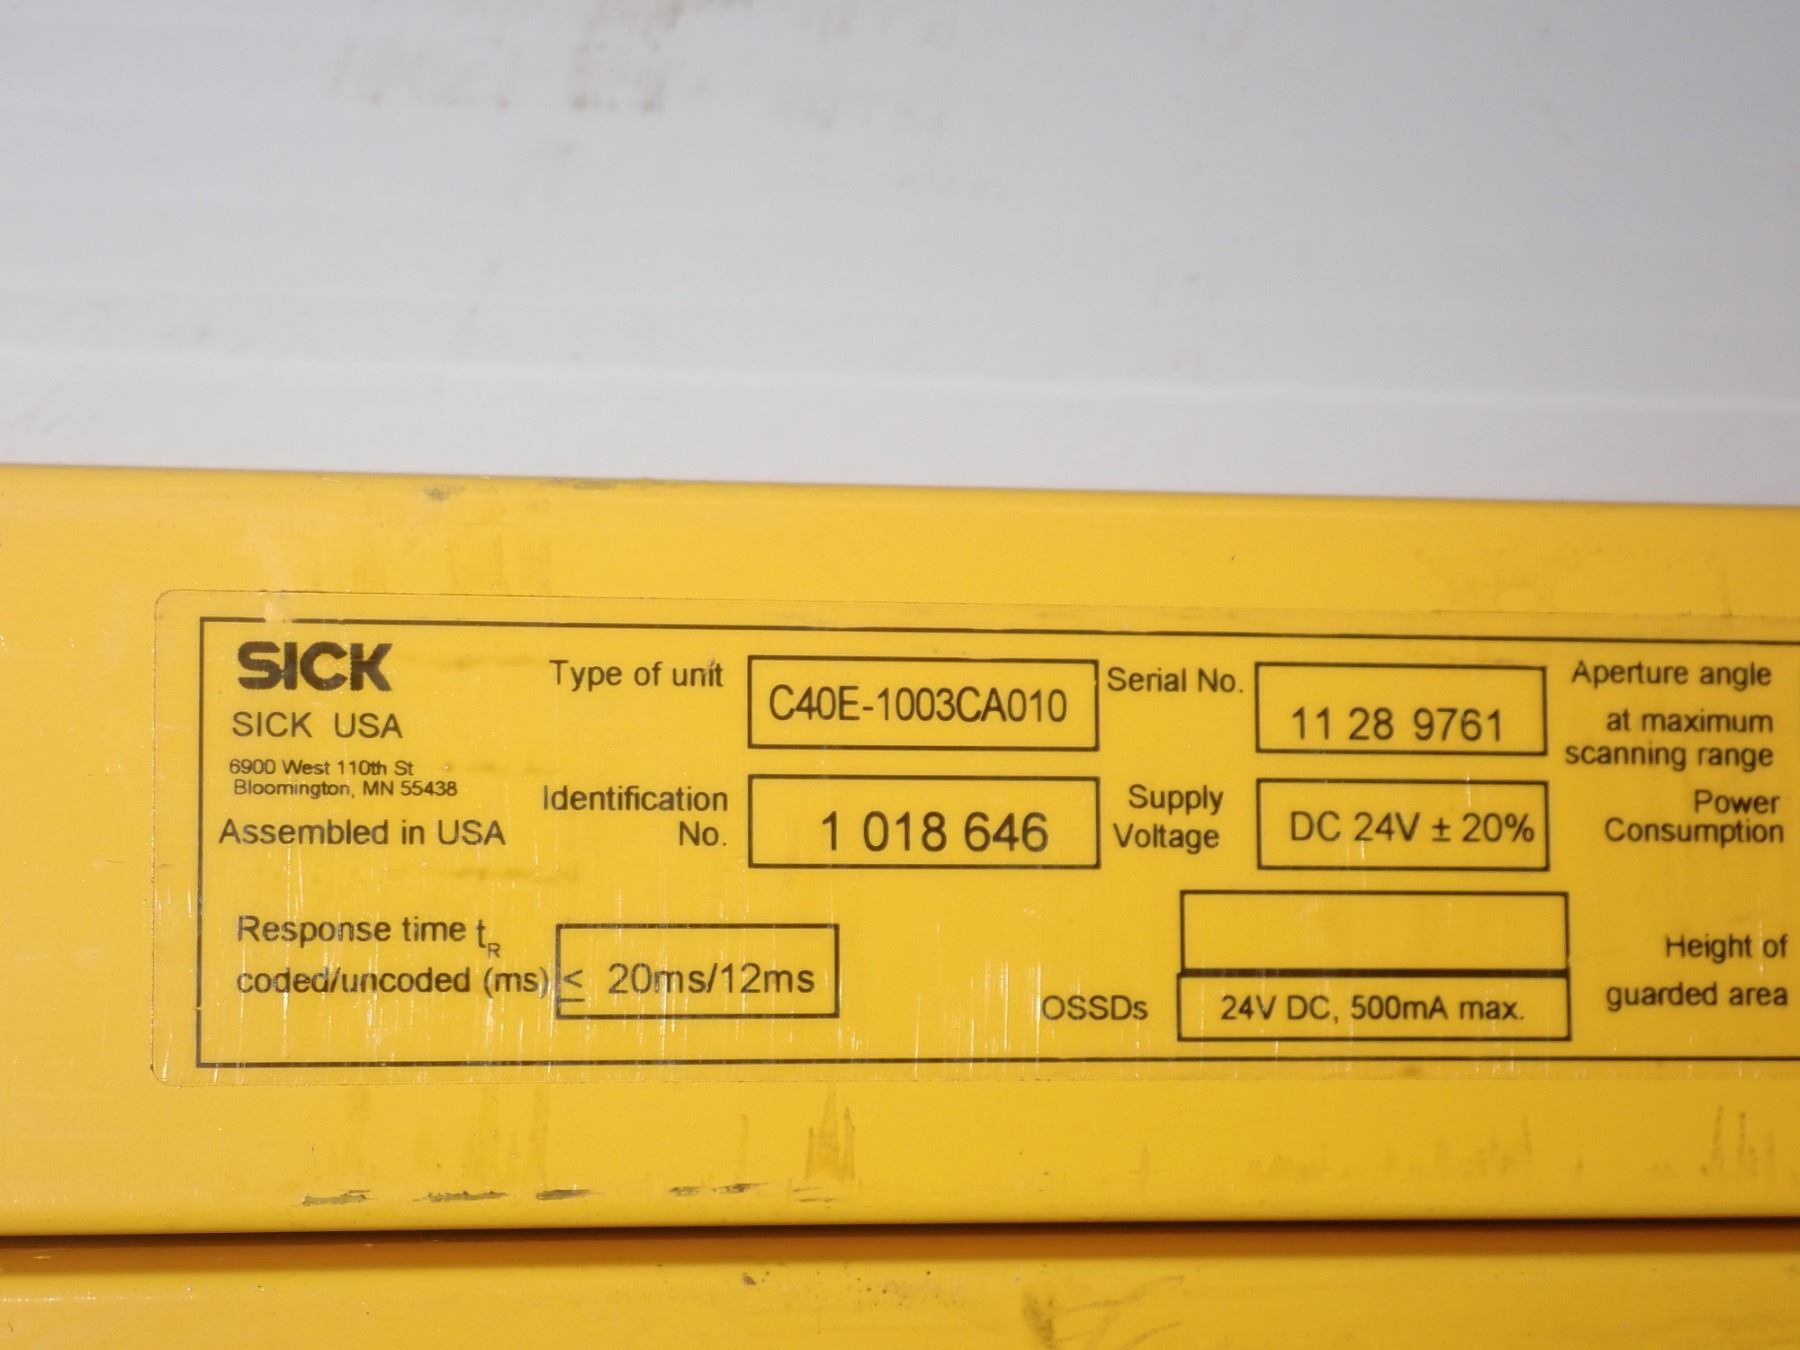 SICK
SICK USA
6900 West 110th St
Bloomington, MN 55438
Assembled in USA
Type of unit
C40E-1003CA010
Serial No.
11 28 9761
Aperture angle
at maximum
scanning range
Identification
No.
1 018 646
Supply
Voltage
DC 24V ± 20%
Power
Consumption
Response time tR
coded/uncoded (ms)
≤ 20ms/12ms
OSSDs
24V DC, 500mA max.
Height of
guarded area